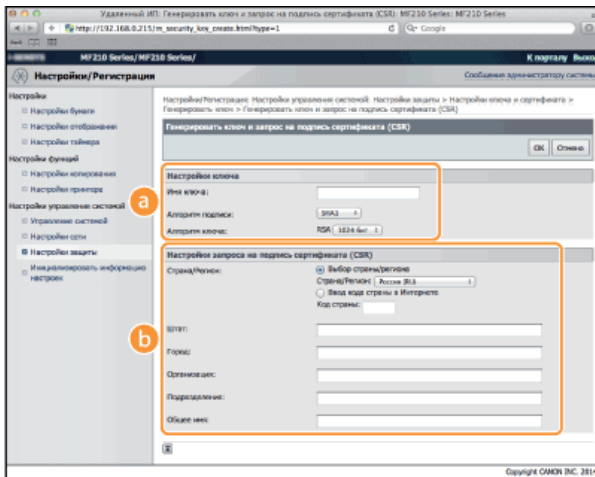 Удаленный ИП: Генерировать ключ и запрос на подпись сертификата (CSR): MF210 Series: MF210 Series
http://192.168.0.215/m_security_key_create.html?type=1
Google
MF210 Series/MF210 Series/
К порталу
Настройки/Регистрация
Сообщение администратору системы
Настройки
Настройки бумаги
Настройки отображения
Настройки таймера
Настройки функций
Настройки копирования
Настройки принтера
Настройки управления системой
Управление системой
Настройки сети
Настройки защиты
Инициализировать информацию настроек
Настройки/Регистрация: Настройки управления системой: Настройки защиты > Настройки ключа и сертификата >
Генерировать ключ > Генерировать ключ и запрос на подпись сертификата (CSR)
Генерировать ключ и запрос на подпись сертификата (CSR)
OK Отмена
a
Настройки ключа
Имя ключа:
Алгоритм подписи: SHA1
Алгоритм ключа: RSA 1024 бит
b
Настройки запроса на подпись сертификата (CSR)
Страна/Регион: Выбор страны/региона
Страна/Регион: Россия (RU)
Ввод кода страны в Интернете
Код страны:
Штат:
Город:
Организация:
Подразделение:
Общее имя:
Copyright CANON INC. 2014